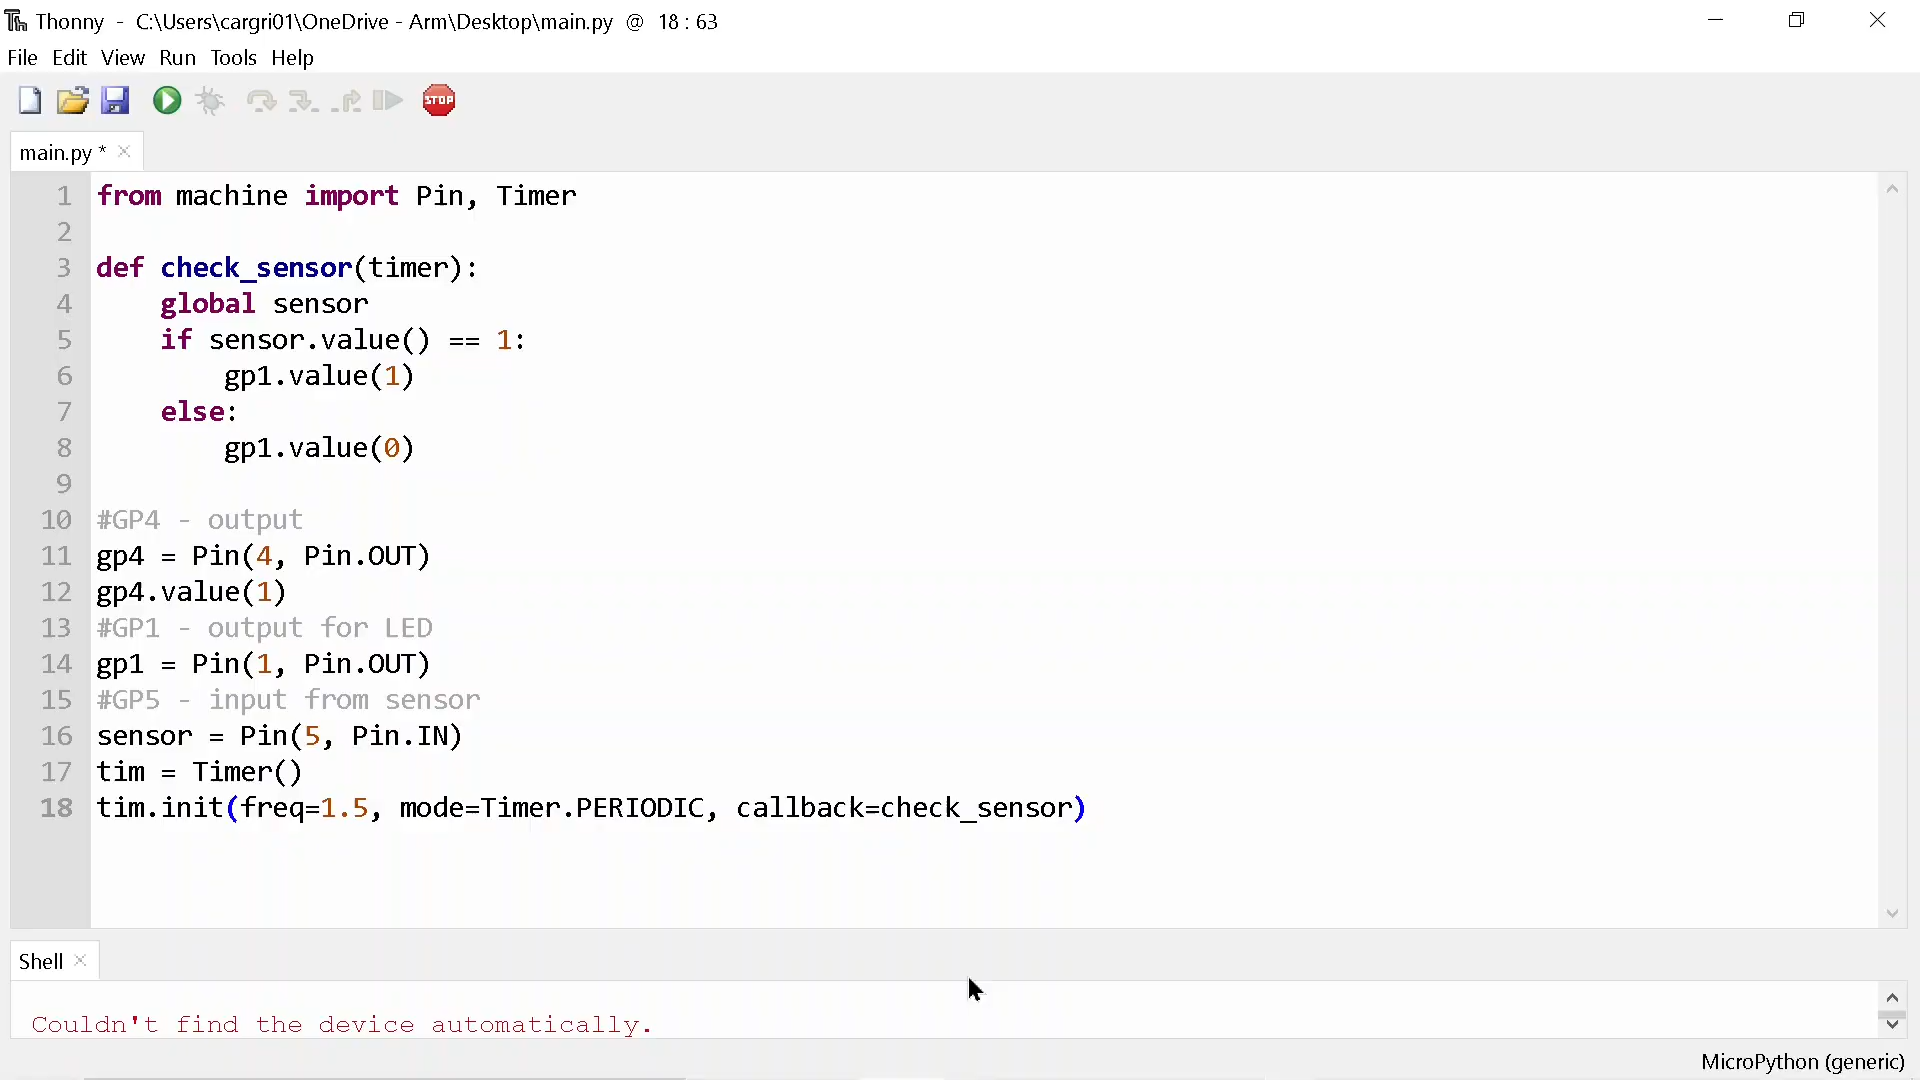 Thonny - C:\Users\cargri01\OneDrive - Arm\Desktop\main.py @ 18 : 63
File Edit View Run Tools Help
STOP
main.py *
1 from machine import Pin, Timer
2
3 def check_sensor(timer):
4     global sensor
5     if sensor.value() == 1:
6         gp1.value(1)
7     else:
8         gp1.value(0)
9
10 #GP4 - output
11 gp4 = Pin(4, Pin.OUT)
12 gp4.value(1)
13 #GP1 - output for LED
14 gp1 = Pin(1, Pin.OUT)
15 #GP5 - input from sensor
16 sensor = Pin(5, Pin.IN)
17 tim = Timer()
18 tim.init(freq=1.5, mode=Timer.PERIODIC, callback=check_sensor)
Shell
Couldn't find the device automatically.
MicroPython (generic)